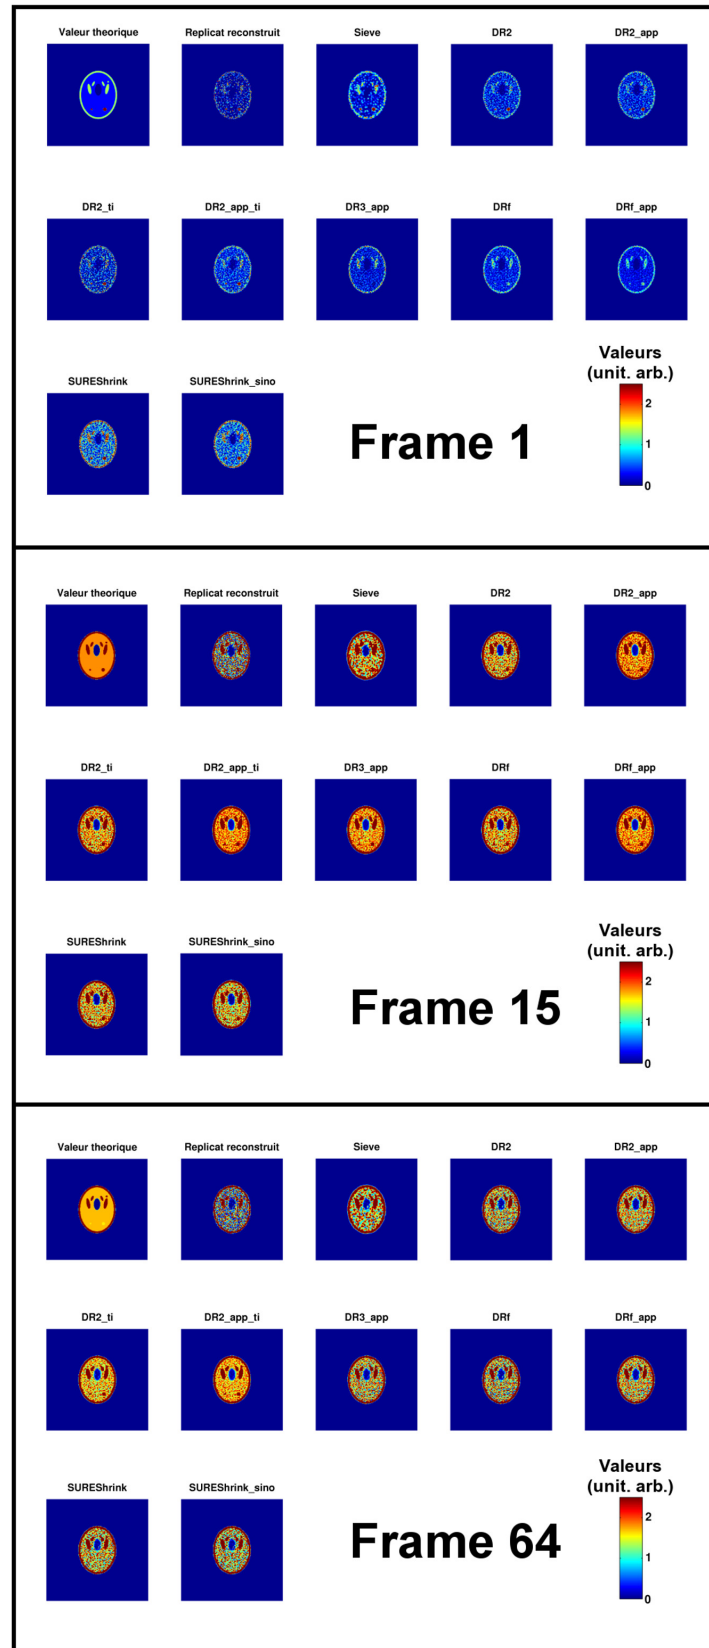 Valeur theorique Replicat reconstruit Sieve DR2 DR2_app
DR2_ti DR2_app_ti DR3_app DRf DRf_app
Valeurs
(unit. arb.)
SUREShrink SUREShrink_sino
2
Frame 1
1
0
Valeur theorique Replicat reconstruit Sieve DR2 DR2_app
DR2_ti DR2_app_ti DR3_app DRf DRf_app
Valeurs
(unit. arb.)
SUREShrink SUREShrink_sino
2
Frame 15
1
0
Valeur theorique Replicat reconstruit Sieve DR2 DR2_app
DR2_ti DR2_app_ti DR3_app DRf DRf_app
Valeurs
(unit. arb.)
SUREShrink SUREShrink_sino
2
Frame 64
1
0